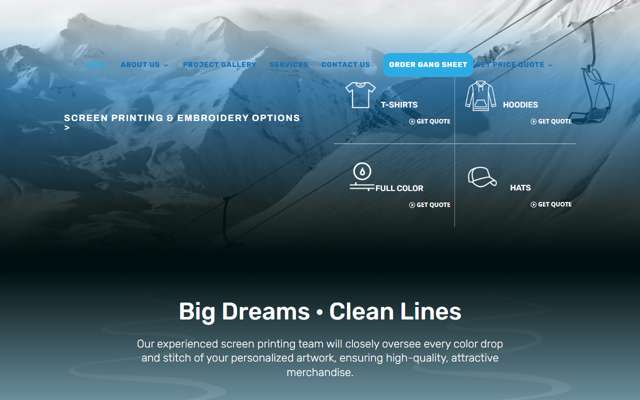 HOME ABOUT US PROJECT GALLERY SERVICES CONTACT US ORDER GANG SHEET GET PRICE QUOTE
SCREEN PRINTING & EMBROIDERY OPTIONS
>
T-SHIRTS
GET QUOTE
HOODIES
GET QUOTE
FULL COLOR
GET QUOTE
HATS
GET QUOTE
Big Dreams • Clean Lines
Our experienced screen printing team will closely oversee every color drop
and stitch of your personalized artwork, ensuring high-quality, attractive
merchandise.